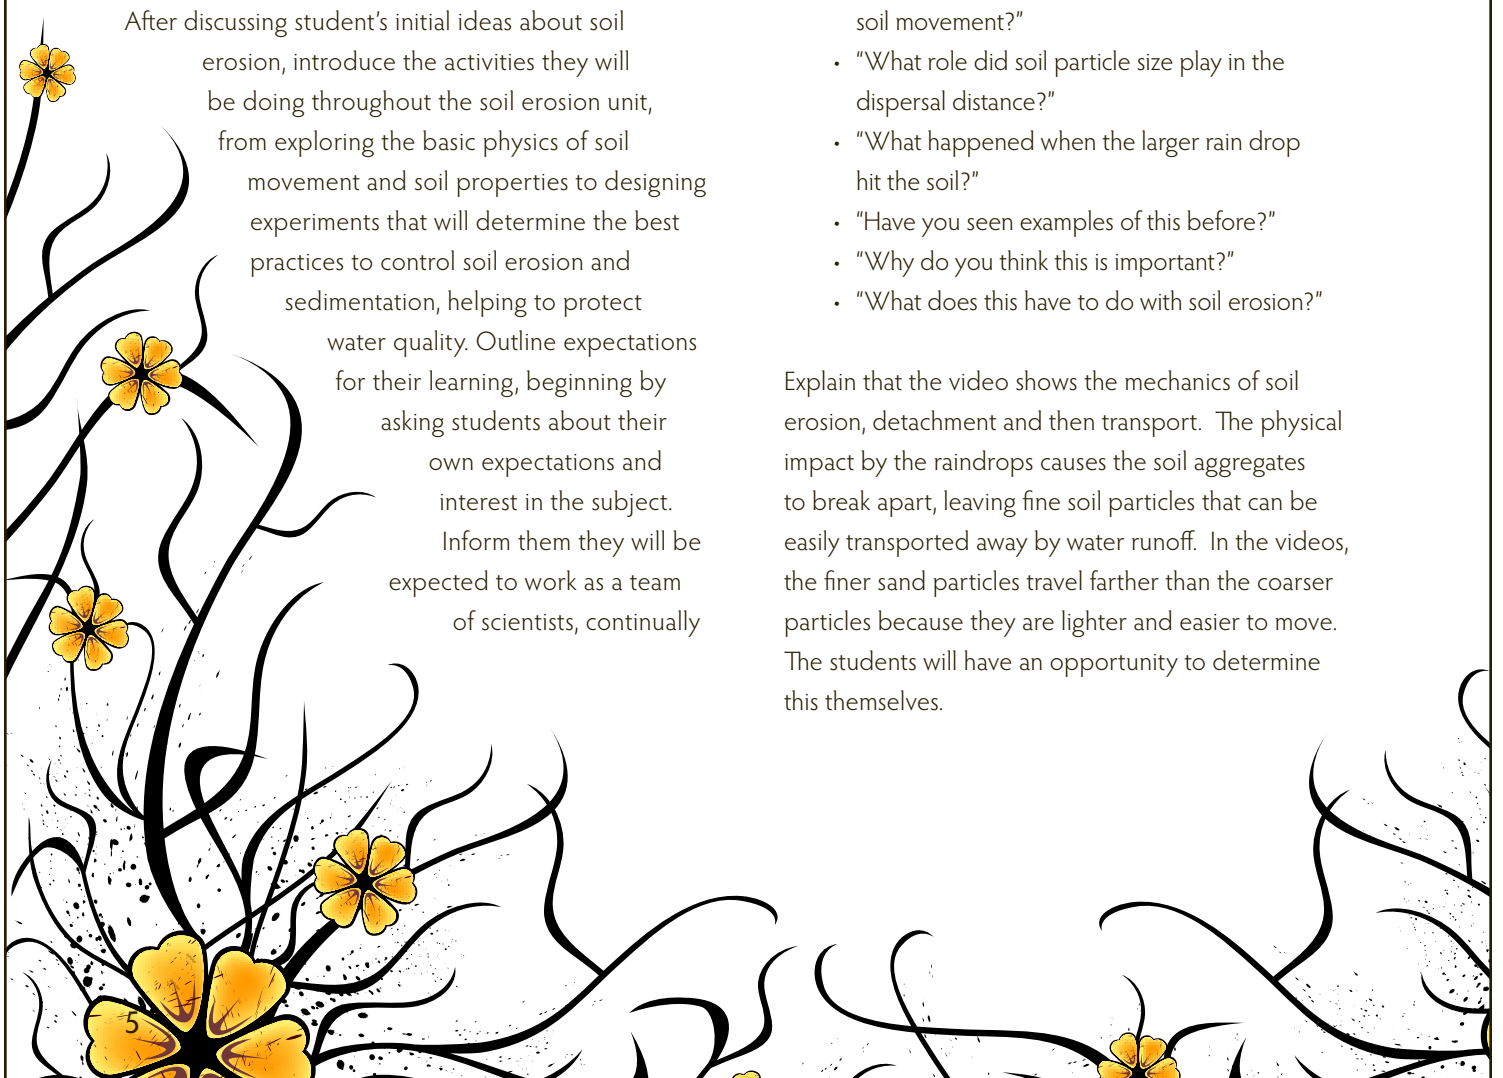 After discussing student’s initial ideas about soil
erosion, introduce the activities they will
be doing throughout the soil erosion unit,
from exploring the basic physics of soil
movement and soil properties to designing
experiments that will determine the best
practices to control soil erosion and
sedimentation, helping to protect
water quality. Outline expectations
for their learning, beginning by
asking students about their
own expectations and
interest in the subject.
Inform them they will be
expected to work as a team
of scientists, continually
soil movement?”
• “What role did soil particle size play in the
dispersal distance?”
• “What happened when the larger rain drop
hit the soil?”
• “Have you seen examples of this before?”
• “Why do you think this is important?”
• “What does this have to do with soil erosion?”
Explain that the video shows the mechanics of soil
erosion, detachment and then transport.  The physical
impact by the raindrops causes the soil aggregates
to break apart, leaving fine soil particles that can be
easily transported away by water runoff.  In the videos,
the finer sand particles travel farther than the coarser
particles because they are lighter and easier to move.
The students will have an opportunity to determine
this themselves.
5